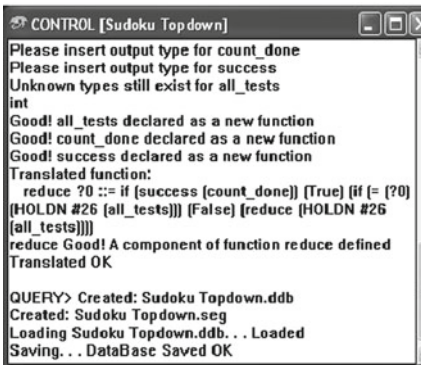 CONTROL [Sudoku Topdown]
Please insert output type for count_done
Please insert output type for success
Unknown types still exist for all_tests
int
Good! all_tests declared as a new function
Good! count_done declared as a new function
Good! success declared as a new function
Translated function:
reduce ?0 ::= if (success (count_done)) (True) (if (= (?0)
(HOLDN #26 (all_tests))) (False) (reduce (HOLDN #26
(all_tests))))
reduce Good! A component of function reduce defined
Translated OK
QUERY> Created: Sudoku Topdown.ddb
Created: Sudoku Topdown.seg
Loading Sudoku Topdown.ddb. . . Loaded
Saving. . . DataBase Saved OK